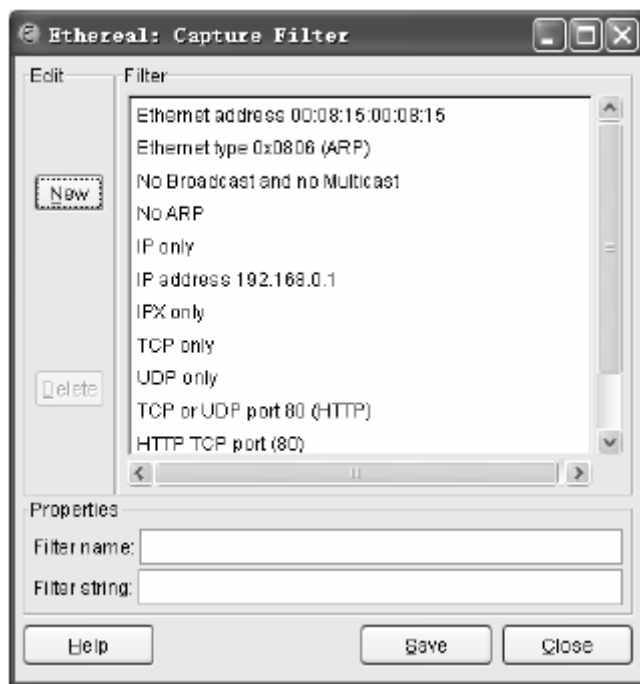 Ethereal: Capture Filter
Edit
Filter
New
Delete
Ethernet address 00:08:15:00:08:15
Ethernet type 0x0806 (ARP)
No Broadcast and no Multicast
No ARP
IP only
IP address 192.168.0.1
IPX only
TCP only
UDP only
TCP or UDP port 80 (HTTP)
HTTP TCP port (80)
Properties
Filter name:
Filter string:
Help
Save
Close